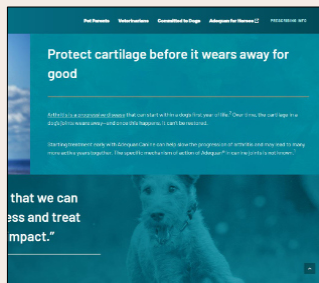 Pet Parents Veterinarians Committed to Dogs Adequan for Horses PRESCRIBING INFO
Protect cartilage before it wears away for
good
Arthritis is a progressive disease that can start within a dog's first year of life. Over time, the cartilage in a
dog's joints wears away—and once this happens, it can't be restored.
Starting treatment early with Adequan Canine can help slow the progression of arthritis and may lead to many
more active years together. The specific mechanism of action of Adequan® in canine joints is not known.
that we can
ess and treat
mpact."